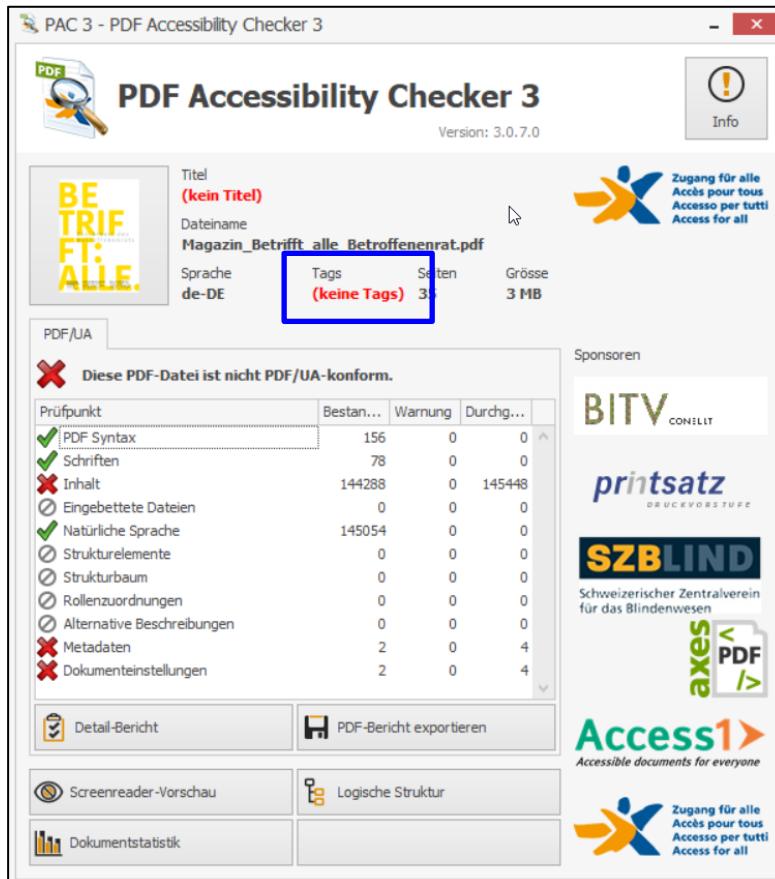 PAC 3 - PDF Accessibility Checker 3
PDF
PDF Accessibility Checker 3
Version: 3.0.7.0
Info
BE
TRIF
FT:
ALLE.
Titel
(kein Titel)
Dateiname
Magazin_Betrifft_alle_Betroffenenrat.pdf
Sprache Tags Seiten Grösse
de-DE (keine Tags) 35 3 MB
Zugang für alle
Accès pour tous
Accesso per tutti
Access for all
PDF/UA
Diese PDF-Datei ist nicht PDF/UA-konform.
Prüfpunkt Bestan... Warnung Durchg...
PDF Syntax 156 0 0
Schriften 78 0 0
Inhalt 144288 0 145448
Eingebettete Dateien 0 0 0
Natürliche Sprache 145054 0 0
Strukturelemente 0 0 0
Strukturbaum 0 0 0
Rollenzuordnungen 0 0 0
Alternative Beschreibungen 0 0 0
Metadaten 2 0 4
Dokumenteinstellungen 2 0 4
Detail-Bericht PDF-Bericht exportieren
Screenreader-Vorschau Logische Struktur
Dokumentstatistik
Sponsoren
BITV CONSULT
printsatz
DRUCKVORSTUFE
SZBLIND
Schweizerischer Zentralverein
für das Blindenwesen
axes
< PDF />
Access1
Accessible documents for everyone
Zugang für alle
Accès pour tous
Accesso per tutti
Access for all